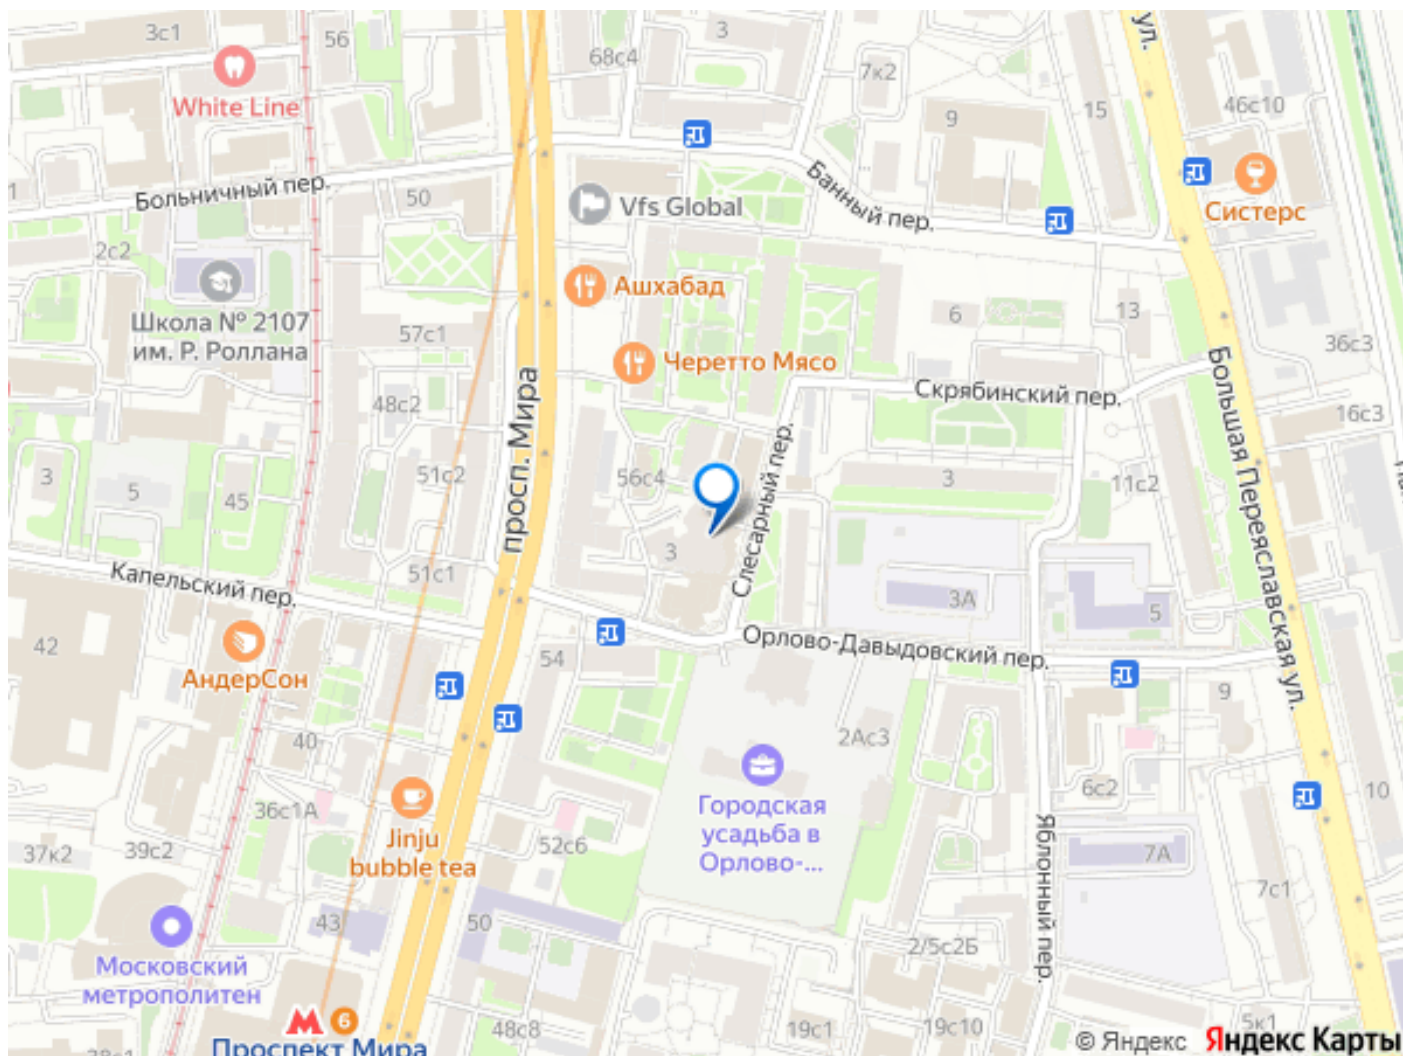 3с1
56
68с4
3
7к2
ул.
White Line
15
46с10
9
Больничный пер.
50
Vfs Global
Банный пер.
Систерс
1
2с2
Ашхабад
Школа № 2107
им. Р. Роллана
57с1
6
13
36с3
Черетто Мясо
48с2
просп. Мира
Скрябинский пер.
Большая Переяславская ул.
16с3
3
5
45
51с2
56с4
Слесарный пер.
3
11с2
3
Капельский пер.
51с1
3А
5
42
АндерСон
54
Орлово-Давыдовский пер.
9
40
2Ас3
6с2
10
36с1А
Jinju
bubble tea
Городская
усадьба в
Орлово-...
37к2
39с2
52с6
Яблонный пер.
7А
7с1
43
50
2/5с2Б
Московский
метрополитен
6
Проспект Мира
48с8
19с1
19с10
5к1
© Яндекс
Яндекс Карты